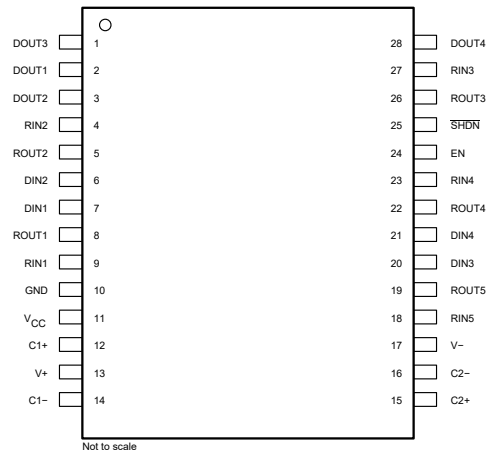 DOUT3 1 28 DOUT4
DOUT1 2 27 RIN3
DOUT2 3 26 ROUT3
RIN2 4 25 SHDN
ROUT2 5 24 EN
DIN2 6 23 RIN4
DIN1 7 22 ROUT4
ROUT1 8 21 DIN4
RIN1 9 20 DIN3
GND 10 19 ROUT5
VCC 11 18 RIN5
C1+ 12 17 V−
V+ 13 16 C2−
C1− 14 15 C2+
Not to scale